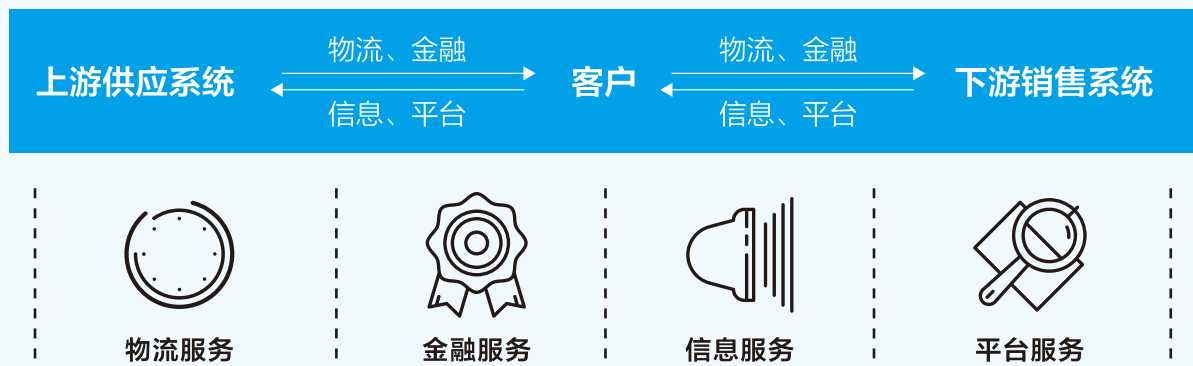 物流、金融
物流、金融
上游供应系统
客户
下游销售系统
信息、平台
信息、平台
物流服务
金融服务
信息服务
平台服务